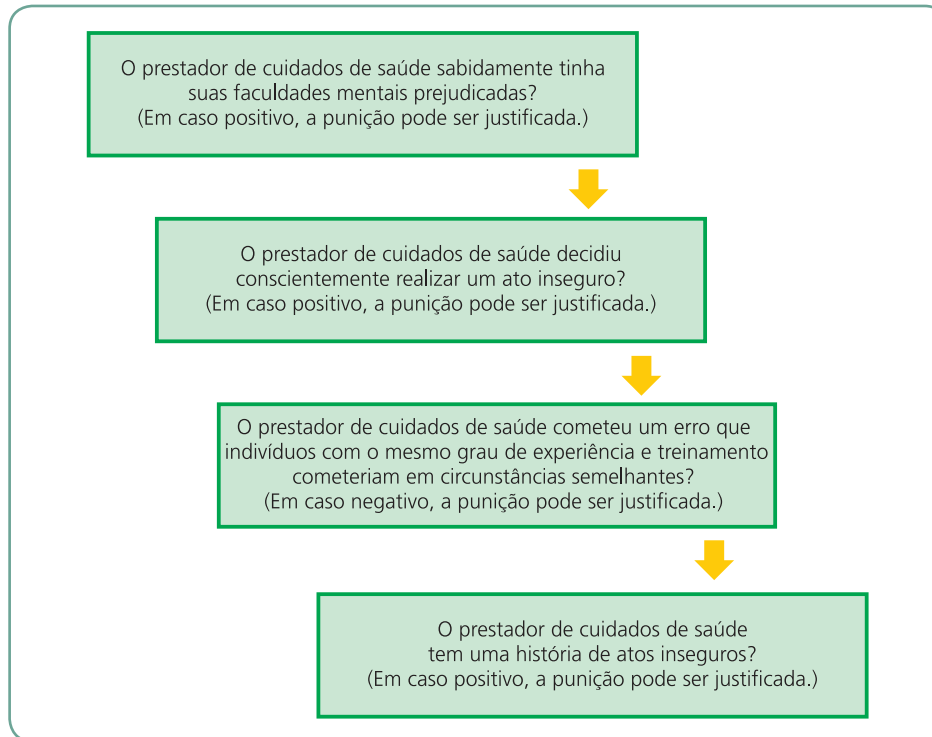 O prestador de cuidados de saúde sabidamente tinha
suas faculdades mentais prejudicadas?
(Em caso positivo, a punição pode ser justificada.)
O prestador de cuidados de saúde decidiu
conscientemente realizar um ato inseguro?
(Em caso positivo, a punição pode ser justificada.)
O prestador de cuidados de saúde cometeu um erro que
indivíduos com o mesmo grau de experiência e treinamento
cometeriam em circunstâncias semelhantes?
(Em caso negativo, a punição pode ser justificada.)
O prestador de cuidados de saúde
tem uma história de atos inseguros?
(Em caso positivo, a punição pode ser justificada.)